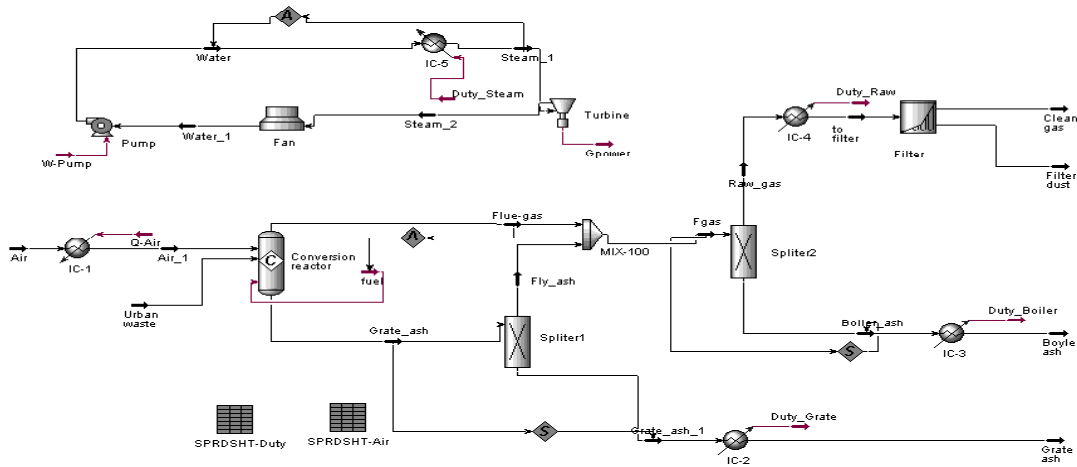 A
Water
Steam_1
IC-5
Duty_Steam
Turbine
Steam_2
Water_1
Fan
Pump
W-Pump
Gpower
Duty_Raw
IC-4
to
filter
Filter
Clean
gas
Filter
dust
Raw_gas
Flue-gas
Fgas
Q-Air
Air
IC-1
Air_1
A
MIX-100
C
Conversion
reactor
fuel
Spliter2
Urban
waste
Fly_ash
Grate_ash
Spliter1
Boiler_ash
Duty_Boiler
S
IC-3
Boyle
ash
SPRDSHT-Duty
SPRDSHT-Air
S
Grate_ash_1
Duty_Grate
IC-2
Grate
ash